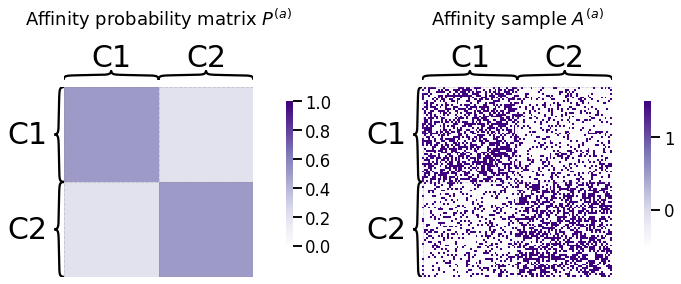 Affinity probability matrix P^(a)
C1 C2
C1
C2
1.0
0.8
0.6
0.4
0.2
0.0
Affinity sample A^(a)
C1 C2
C1
C2
1
0